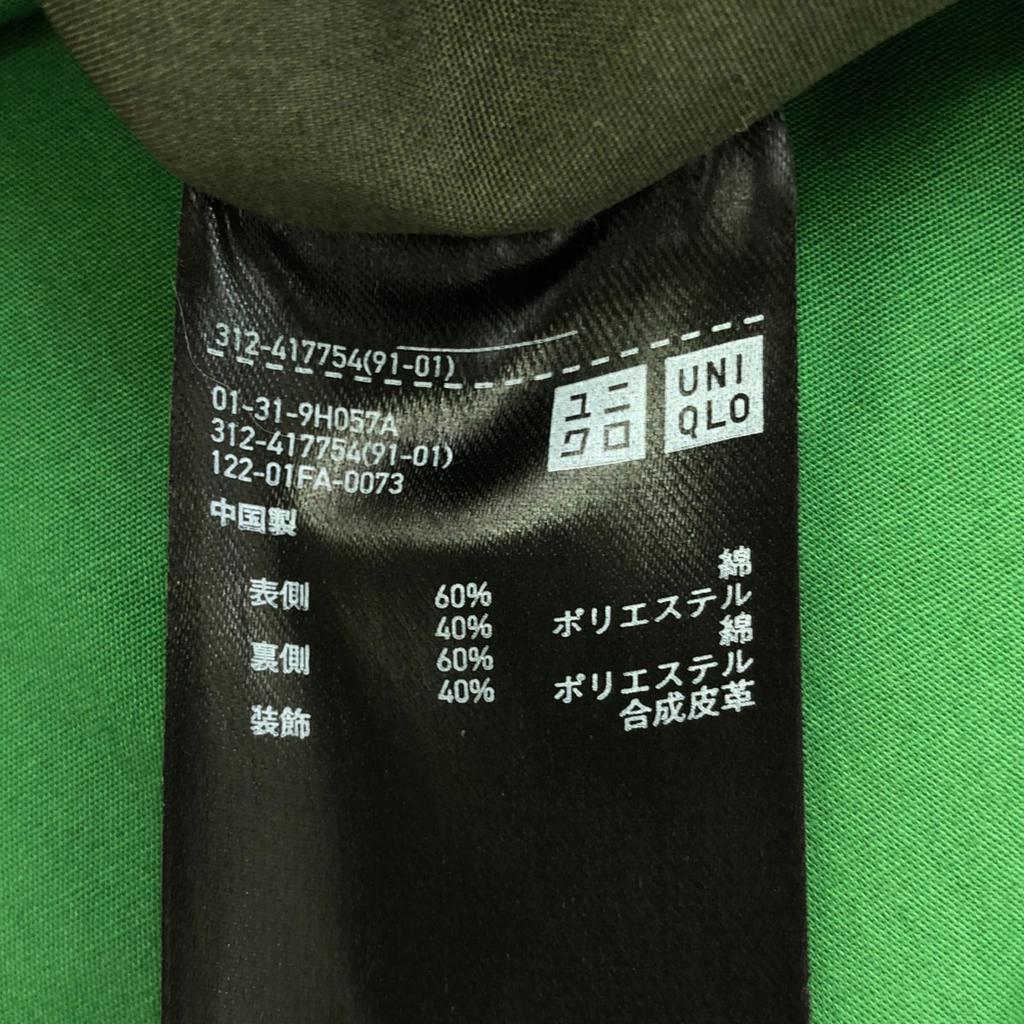 312-417754(91-01)
01-31-9H057A
312-417754(91-01)
122-01FA-0073
中国製
ユニ
クロ
UNI
QLO
表側 60% 綿
40% ポリエステル
裏側 60% 綿
40% ポリエステル
装飾 合成皮革